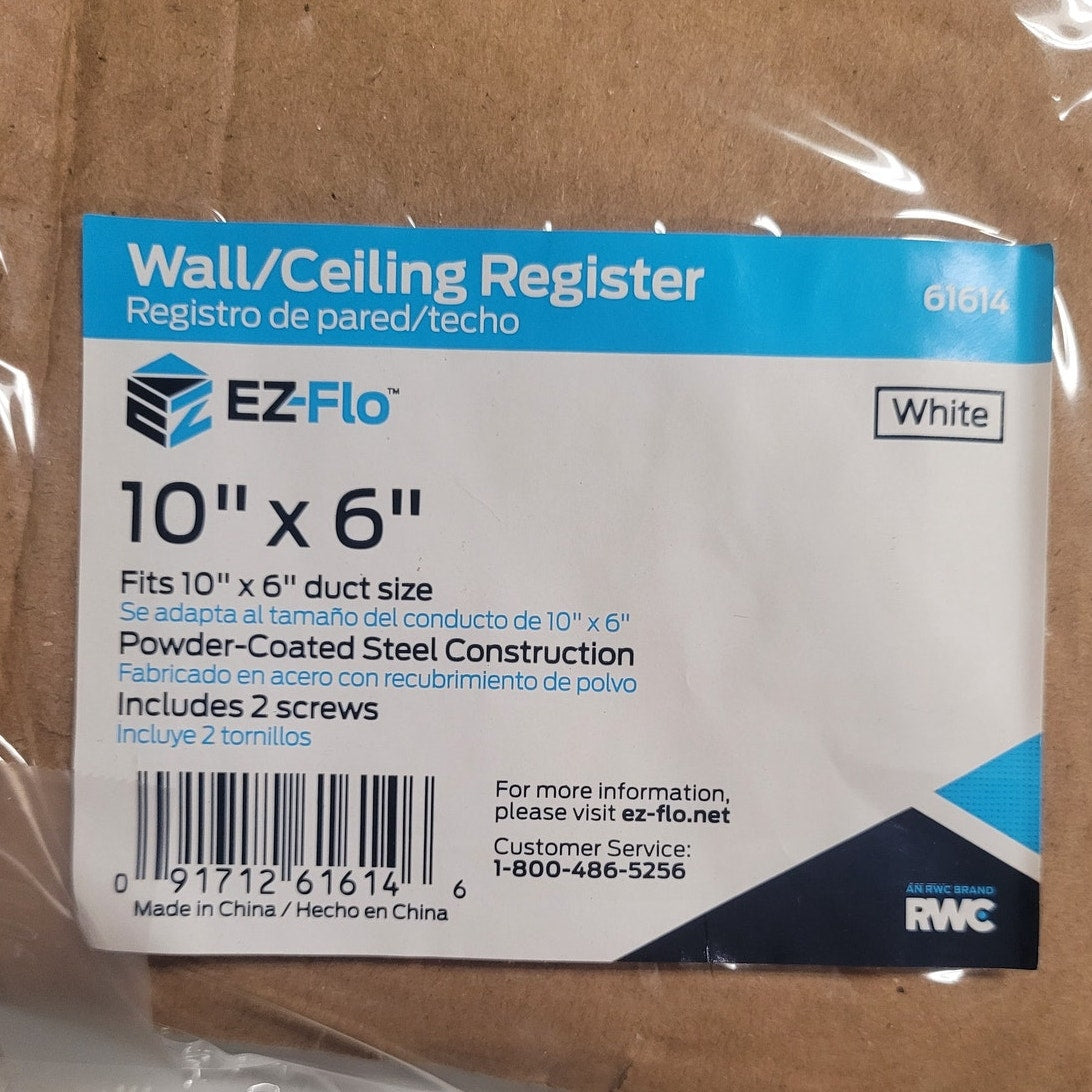 Wall/Ceiling Register
Registro de pared/techo
61614
EZ-Flo™
White
10" x 6"
Fits 10" x 6" duct size
Se adapta al tamaño del conducto de 10" x 6"
Powder-Coated Steel Construction
Fabricado en acero con recubrimiento de polvo
Includes 2 screws
Incluye 2 tornillos
0 91712 61614 6
Made in China / Hecho en China
For more information,
please visit ez-flo.net
Customer Service:
1-800-486-5256
AN RWC BRAND
RWC